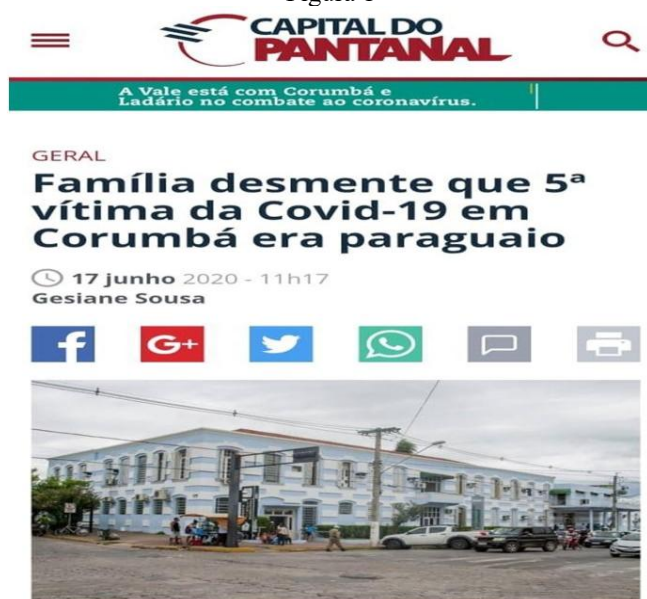 CAPITAL DO
PANTANAL
A Vale está com Corumbá e
Ladário no combate ao coronavírus.
GERAL
Família desmente que 5ª
vítima da Covid-19 em
Corumbá era paraguaio
17 junho 2020 - 11h17
Gesiane Sousa
f G+